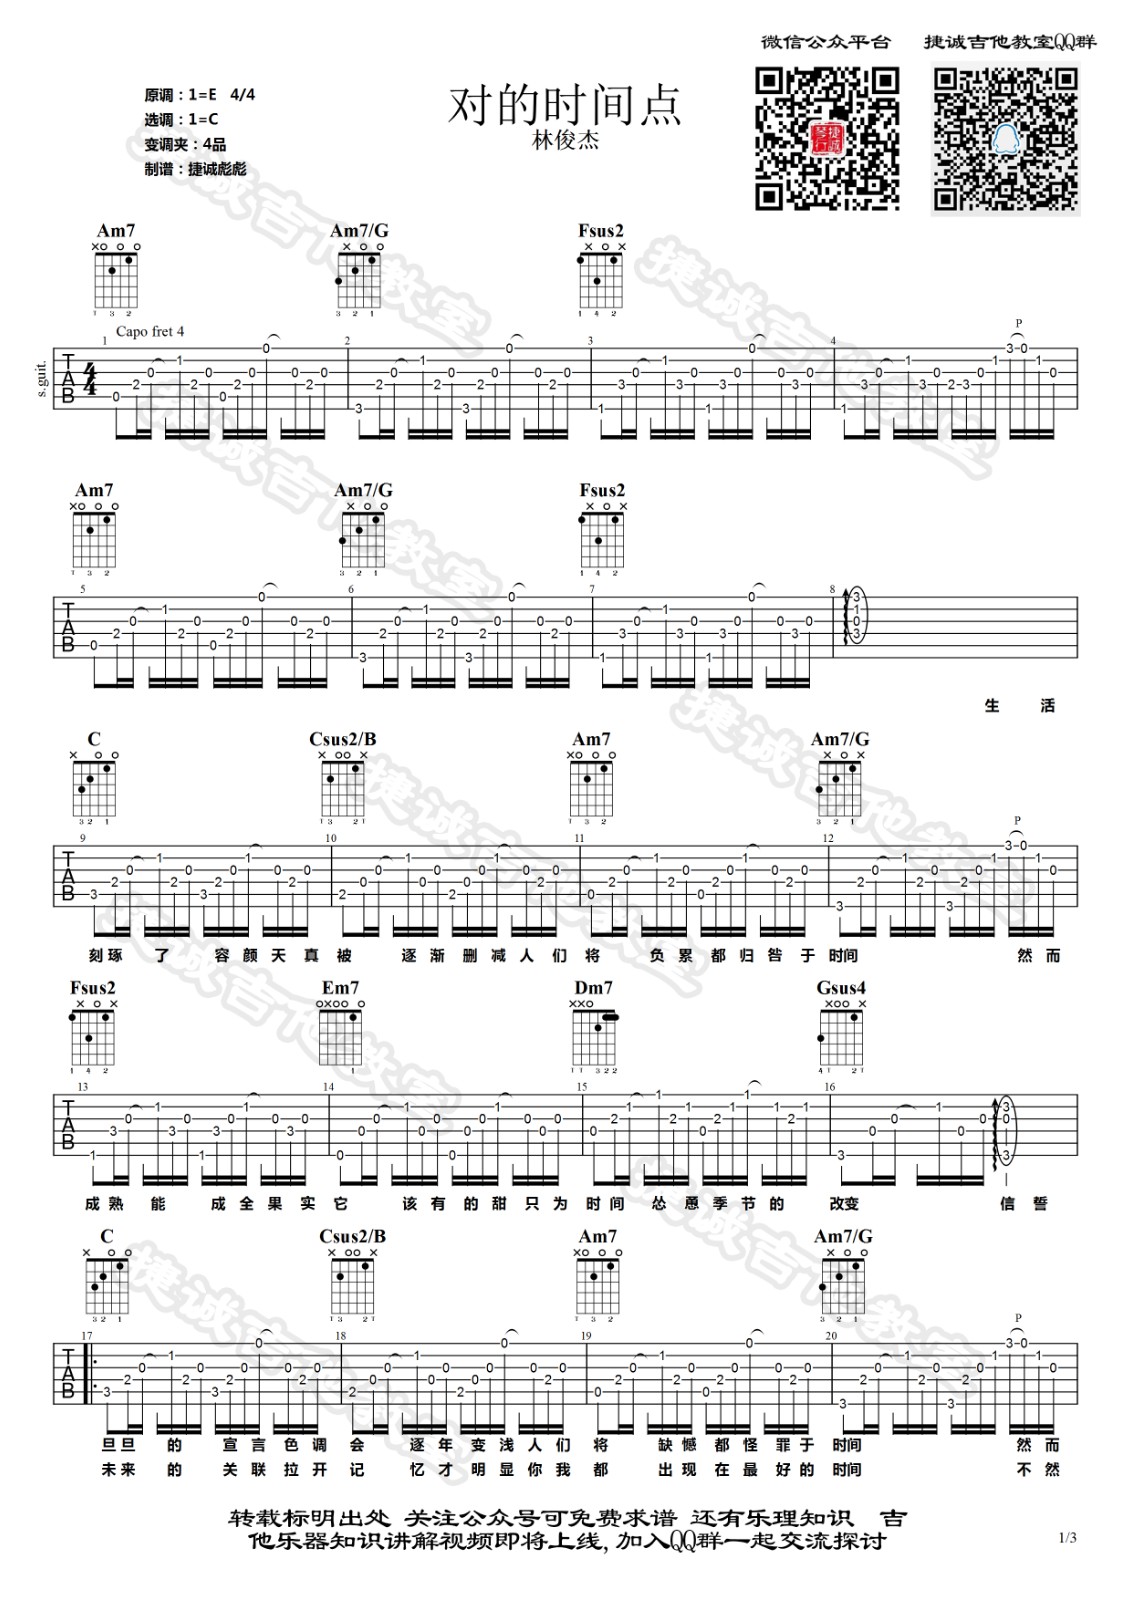 微信公众平台 捷诚吉他教室QQ群
原调：1=E 4/4
选调：1=C
变调夹：4品
制谱：捷诚彪彪
对的时间点
林俊杰
Am7 Am7/G Fsus2
Capo fret 4
Am7 Am7/G Fsus2
生 活
C Csus2/B Am7 Am7/G
刻琢 了 容颜天真被 逐渐删减人们将 负累都归咎于时间 然而
Fsus2 Em7 Dm7 Gsus4
成熟能 成全果实它 该有的甜只为时间怂恿季节的 改变 信誓
C Csus2/B Am7 Am7/G
旦旦 的 宣言色调会 逐年变浅人们将 缺憾都怪罪于时间 然而
未来的 关联拉开记 忆才明显你我都 出现在最好的时间 不然
转载标明出处 关注公众号可免费求谱 还有乐理知识 吉
他乐器知识讲解视频即将上线，加入QQ群一起交流探讨
1/3
捷诚吉他教室